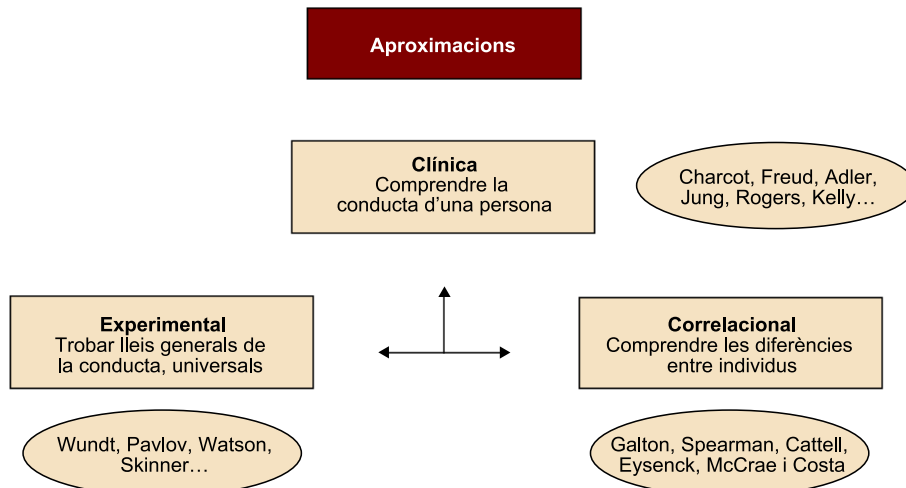 Aproximacions
Clínica
Comprendre la
conducta d’una persona
Charcot, Freud, Adler,
Jung, Rogers, Kelly…
Experimental
Trobar lleis generals de
la conducta, universals
Correlacional
Comprendre les diferències
entre individus
Wundt, Pavlov, Watson,
Skinner…
Galton, Spearman, Cattell,
Eysenck, McCrae i Costa